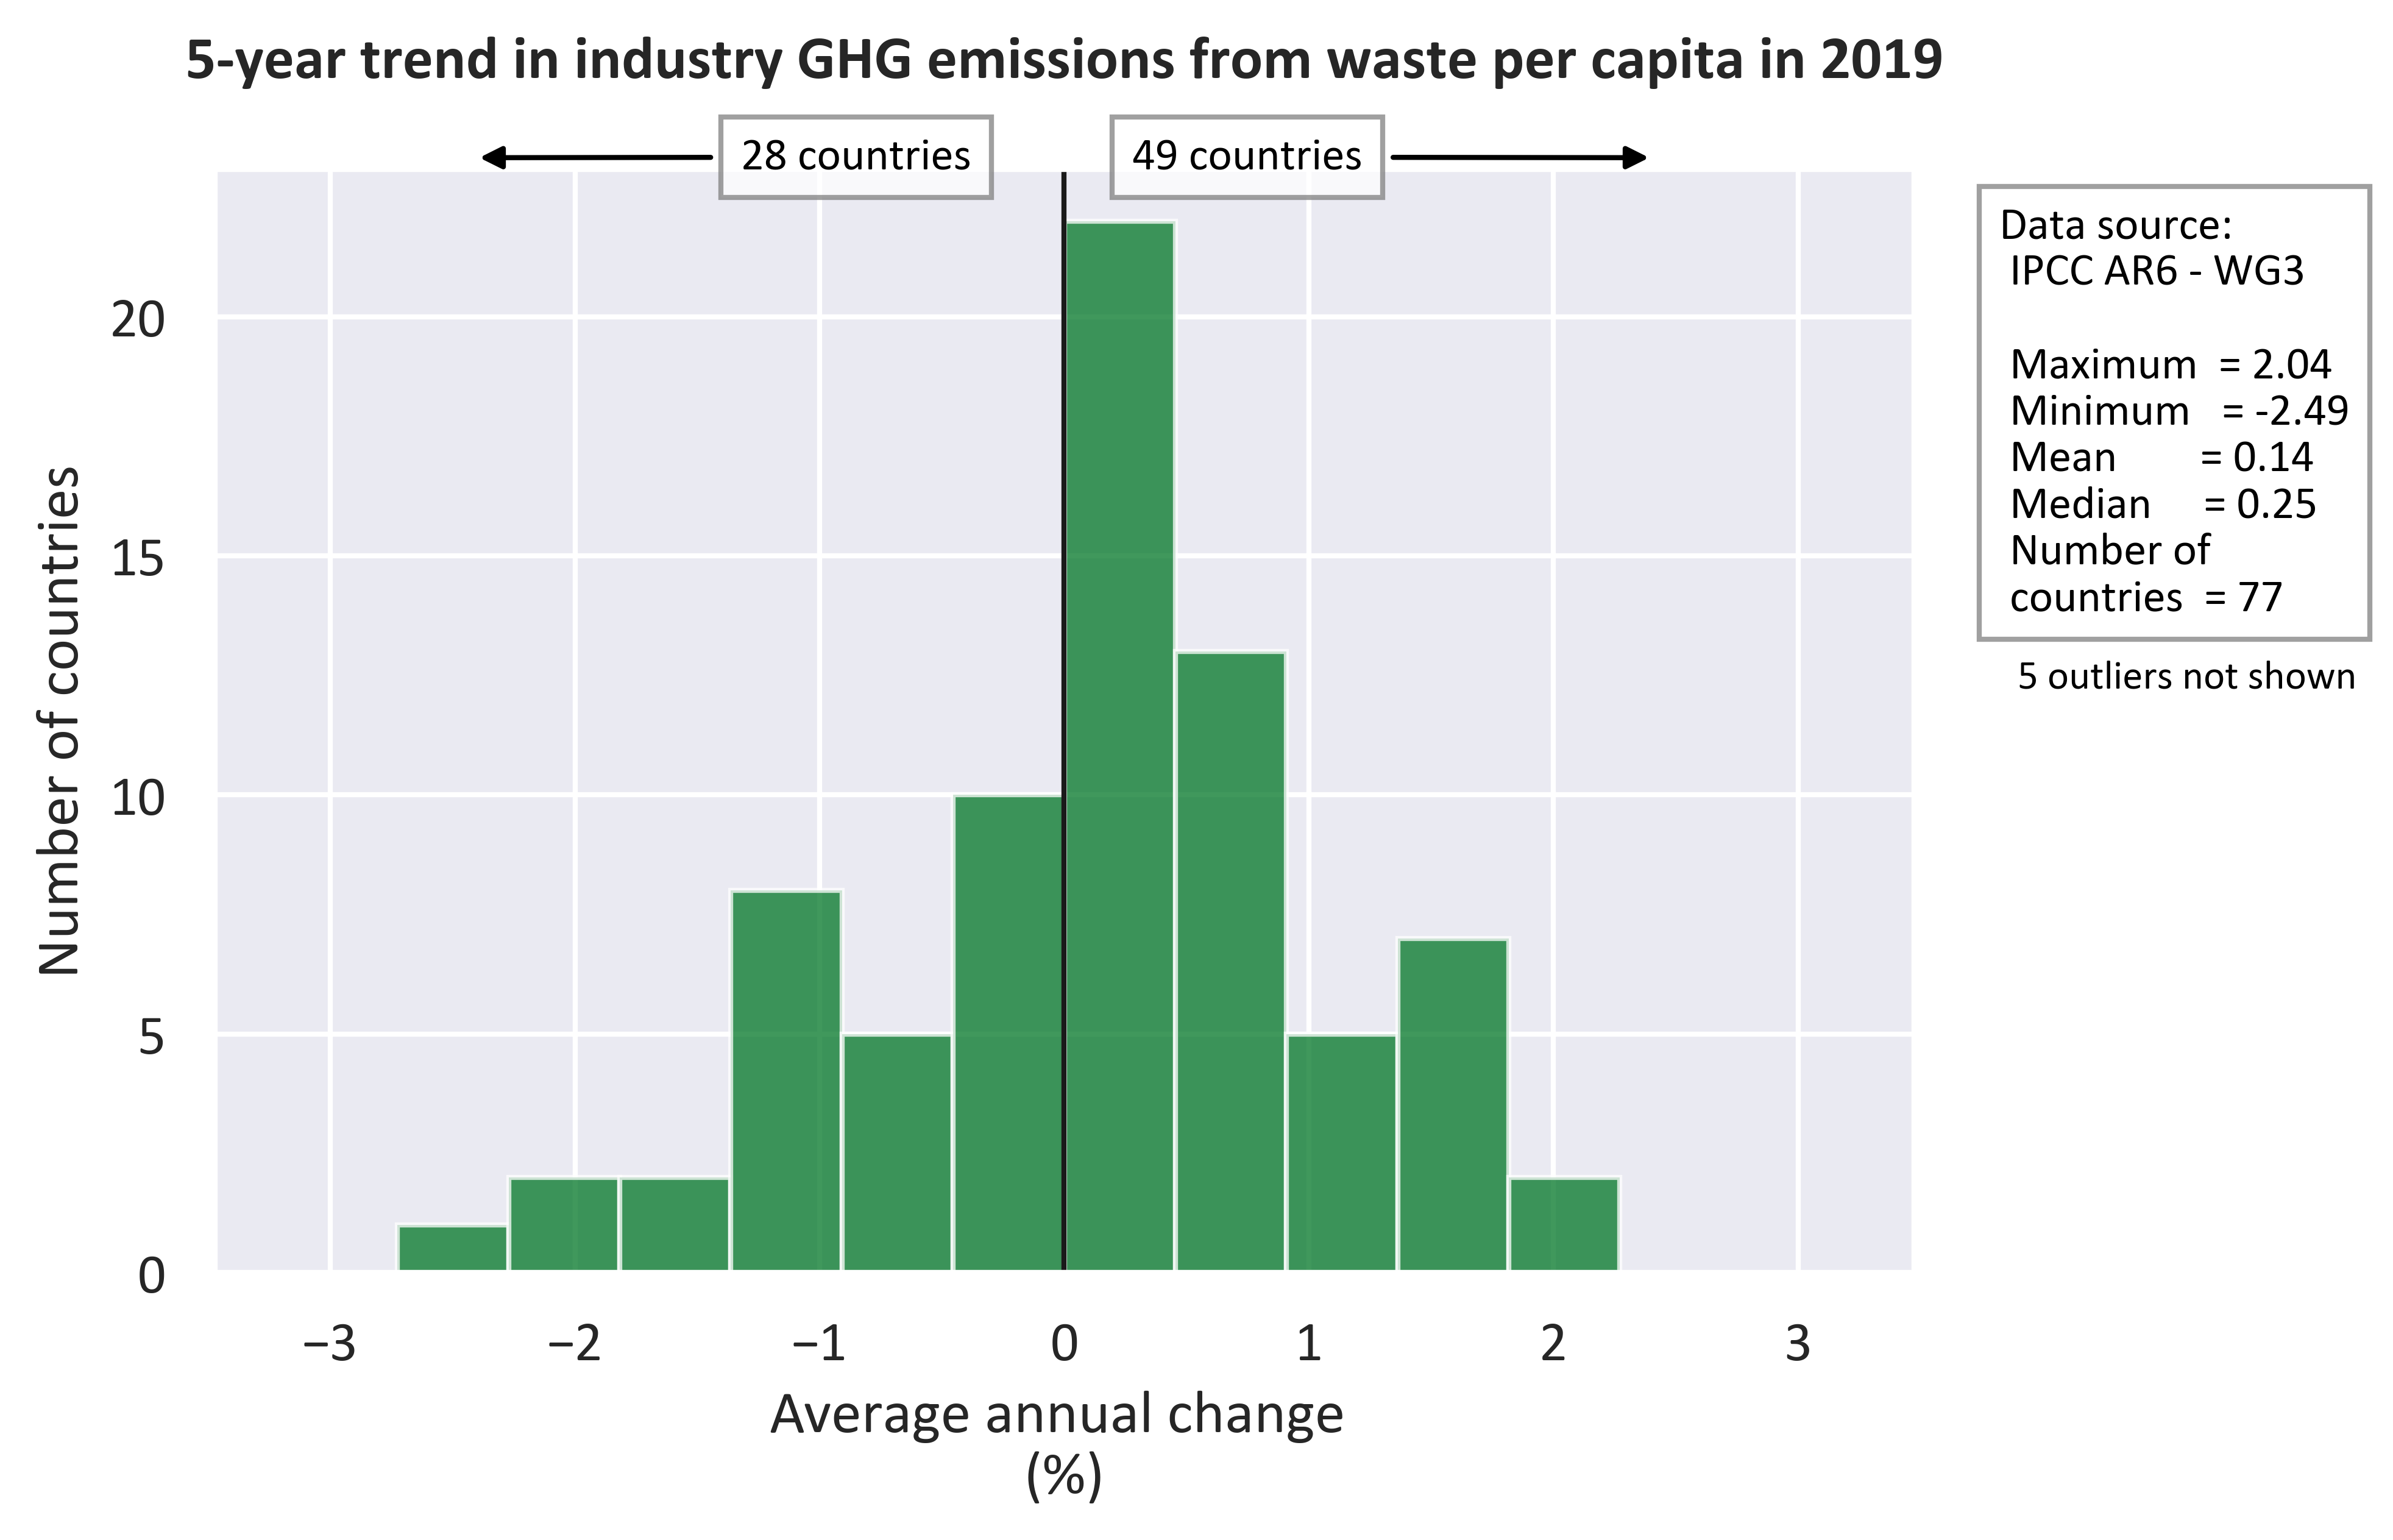 5-year trend in industry GHG emissions from waste per capita in 2019
28 countries
49 countries
Data source:
IPCC AR6 - WG3
Maximum = 2.04
Minimum = -2.49
Mean = 0.14
Median = 0.25
Number of
countries = 77
5 outliers not shown
Number of countries
20
15
10
5
0
−3 −2 −1 0 1 2 3
Average annual change
(%)